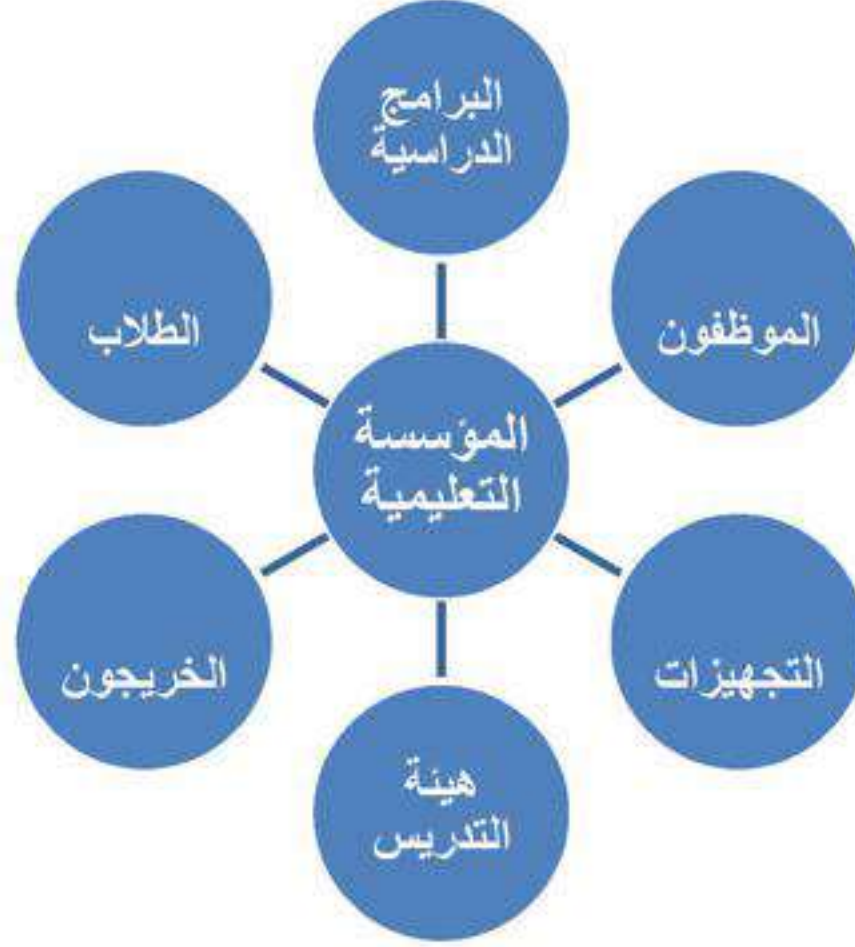 البرامج
الدراسية
الموظفون
الطلاب
المؤسسة
التعليمية
التجهيزات
الخريجون
هيئة
التدريس